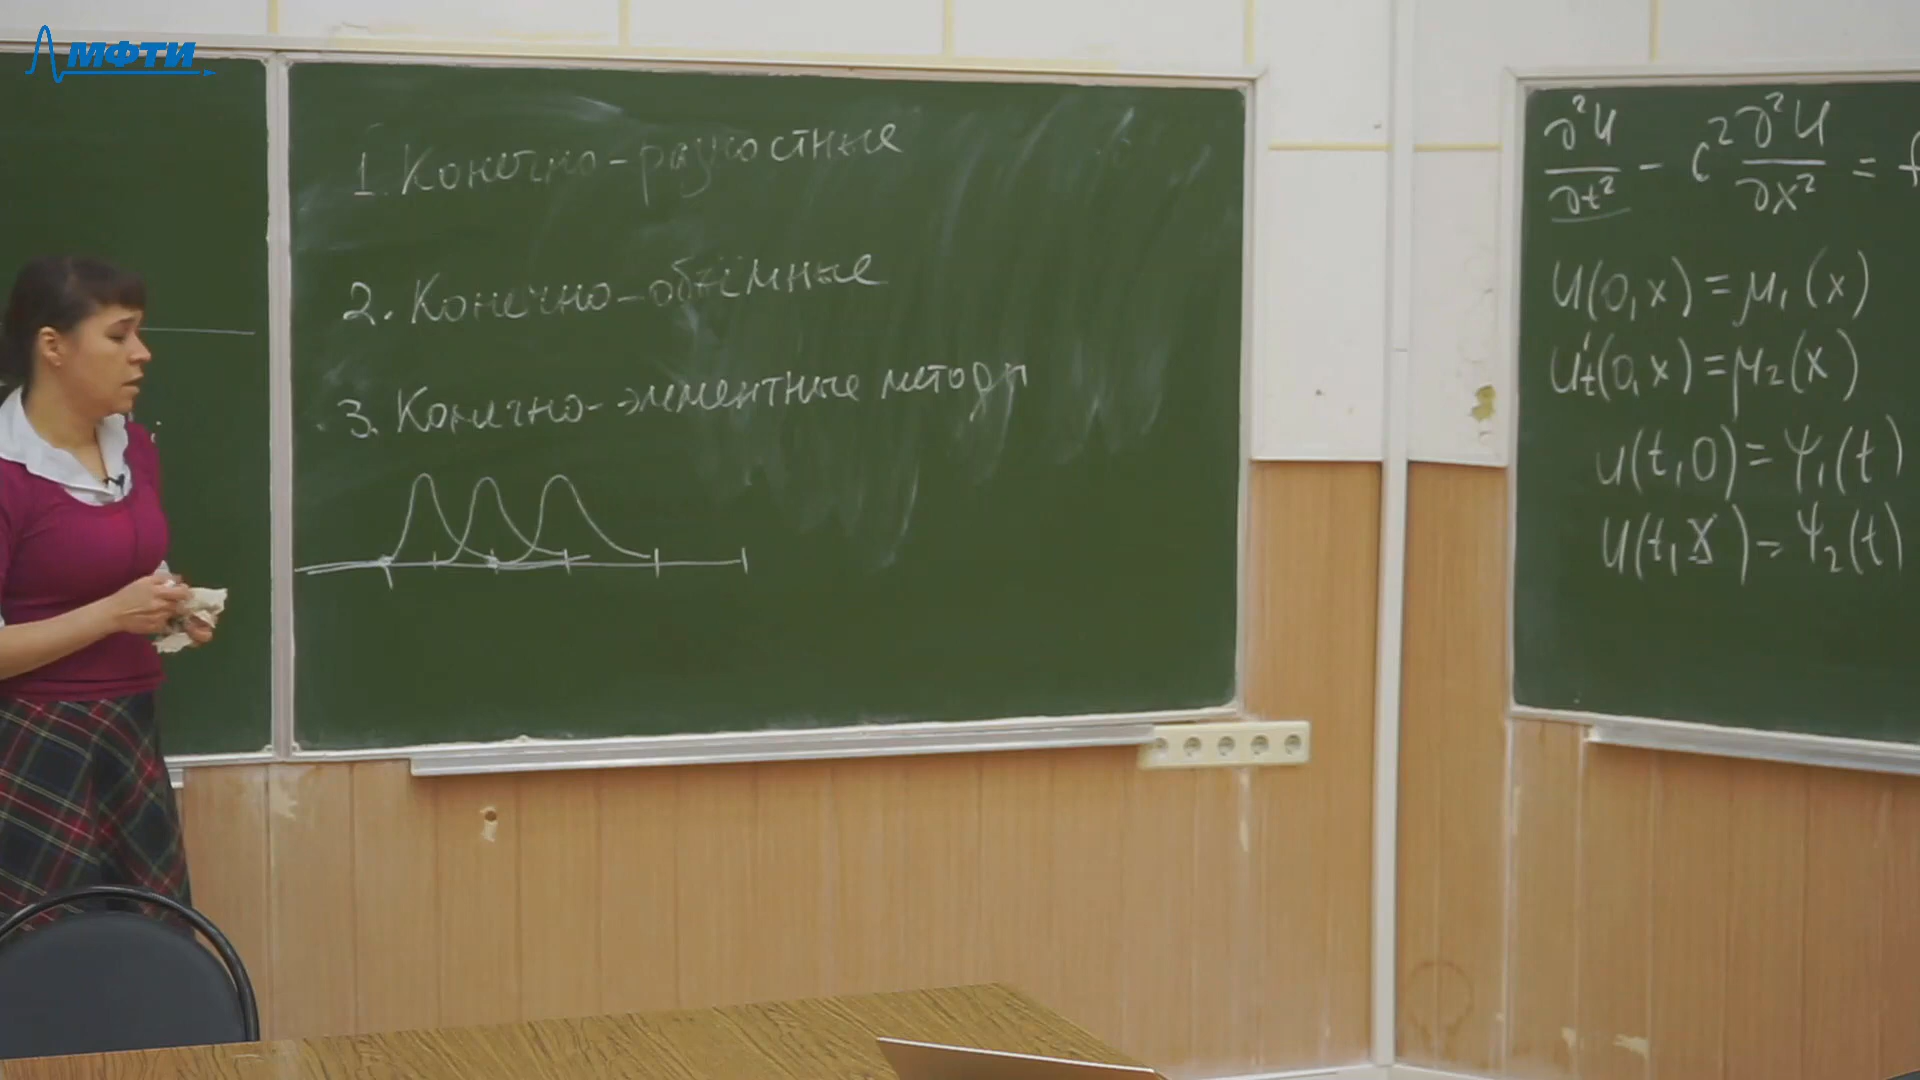 МФТИ
1. Конечно-разностные
2. Конечно-объёмные
3. Конечно-элементные методы
∂²u/∂t² - c² ∂²u/∂x² = f
u(0,x) = μ₁(x)
u't(0,x) = μ₂(x)
u(t,0) = ψ₁(t)
u(t,X) = ψ₂(t)